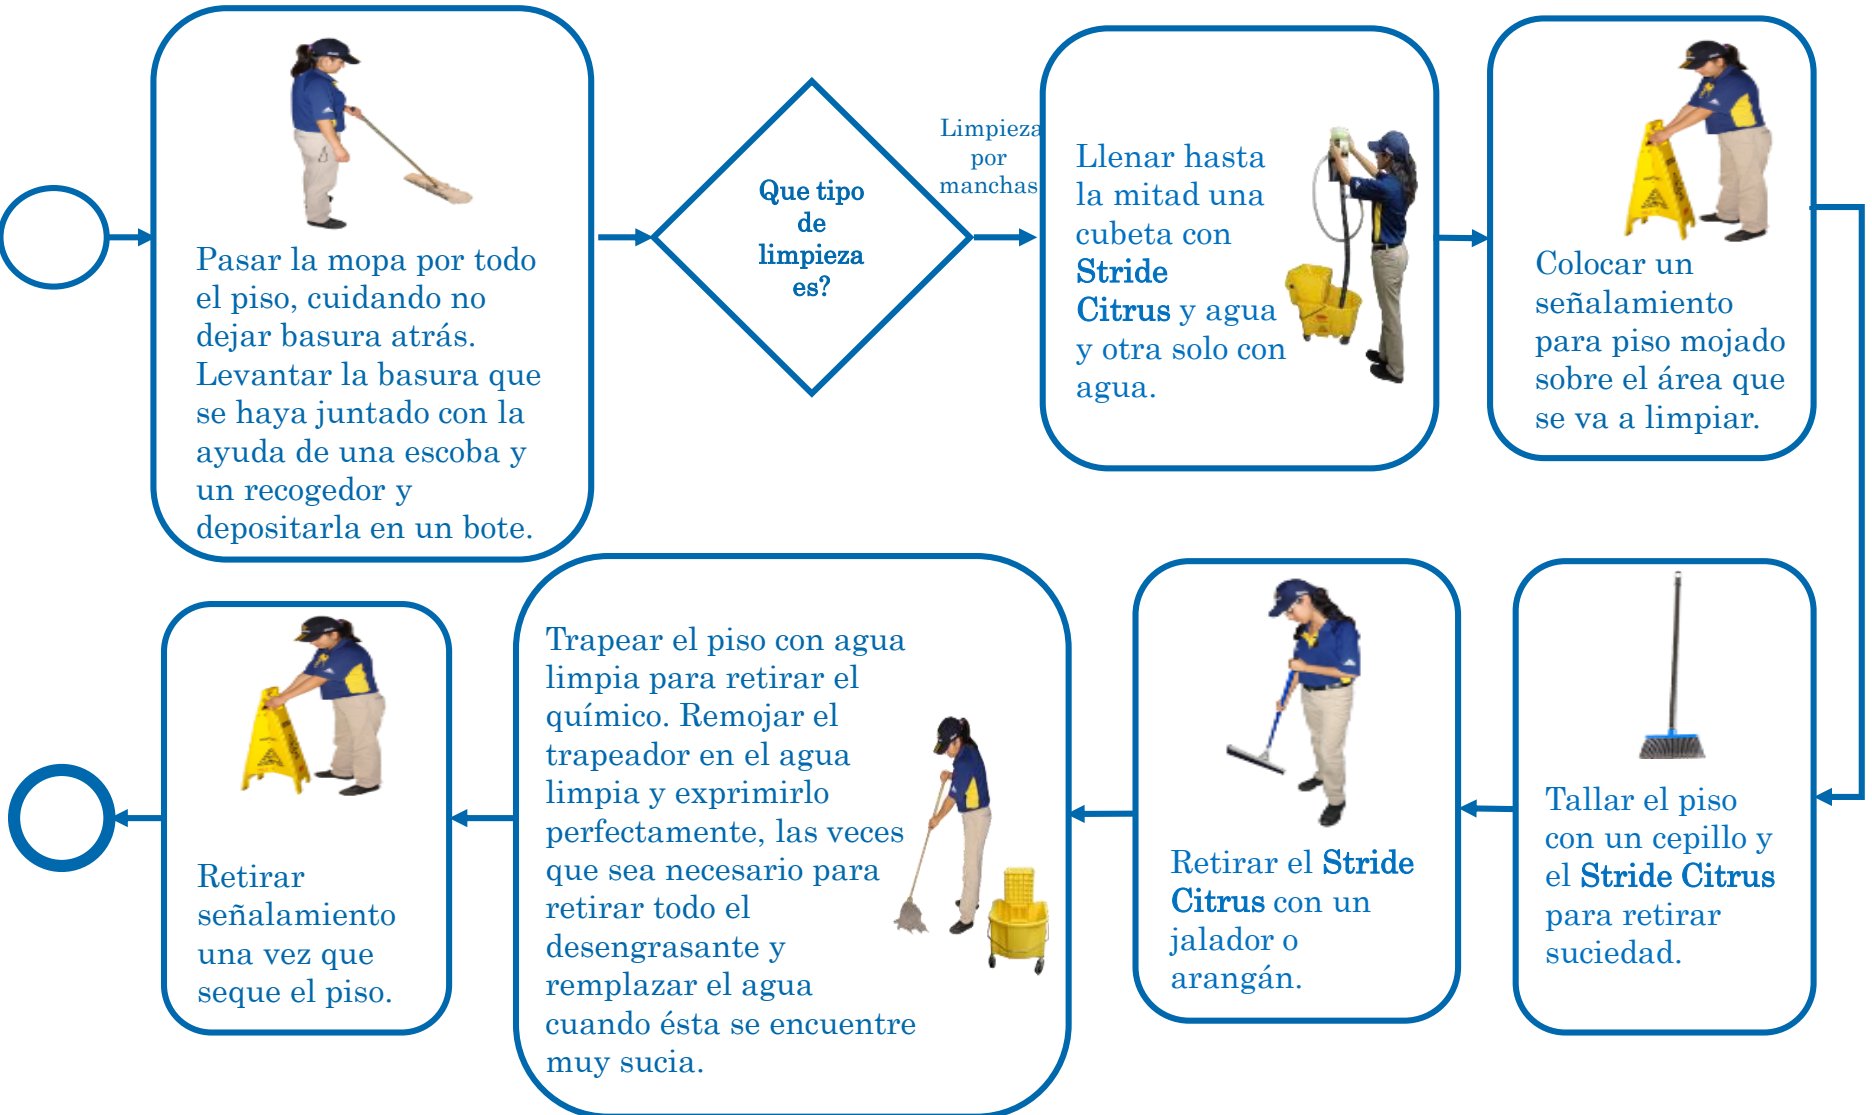 Pasar la mopa por todo
el piso, cuidando no
dejar basura atrás.
Levantar la basura que
se haya juntado con la
ayuda de una escoba y
un recogedor y
depositarla en un bote.
Que tipo
de
limpieza
es?
Limpieza
por
manchas
Llenar hasta
la mitad una
cubeta con
Stride
Citrus y agua
y otra solo con
agua.
Colocar un
señalamiento
para piso mojado
sobre el área que
se va a limpiar.
Tallar el piso
con un cepillo y
el Stride Citrus
para retirar
suciedad.
Retirar el Stride
Citrus con un
jalador o
arangán.
Trapear el piso con agua
limpia para retirar el
químico. Remojar el
trapeador en el agua
limpia y exprimirlo
perfectamente, las veces
que sea necesario para
retirar todo el
desengrasante y
remplazar el agua
cuando ésta se encuentre
muy sucia.
Retirar
señalamiento
una vez que
seque el piso.